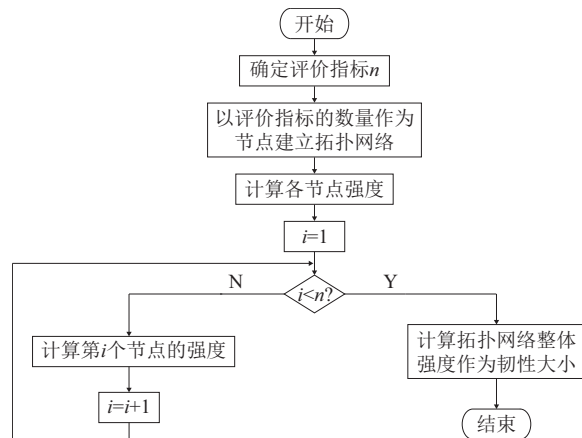 开始
确定评价指标n
以评价指标的数量作为
节点建立拓扑网络
计算各节点强度
i=1
i<n?
N
Y
计算第i个节点的强度
i=i+1
计算拓扑网络整体
强度作为韧性大小
结束